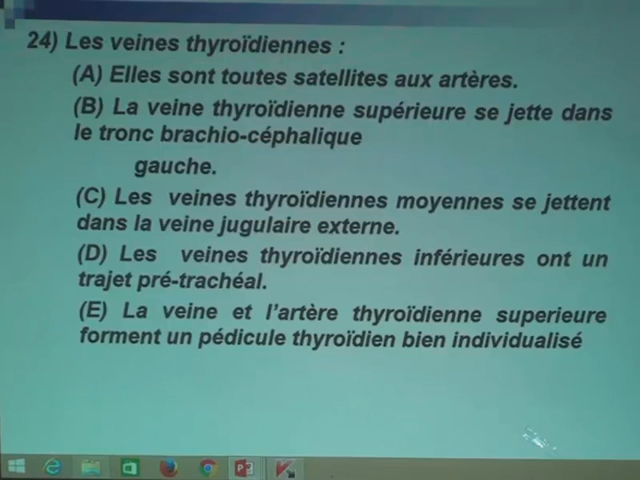 24) Les veines thyroïdiennes :
(A) Elles sont toutes satellites aux artères.
(B) La veine thyroïdienne supérieure se jette dans
le tronc brachio-céphalique
gauche.
(C) Les veines thyroïdiennes moyennes se jettent
dans la veine jugulaire externe.
(D) Les veines thyroïdiennes inférieures ont un
trajet pré-trachéal.
(E) La veine et l'artère thyroïdienne superieure
forment un pédicule thyroïdien bien individualisé